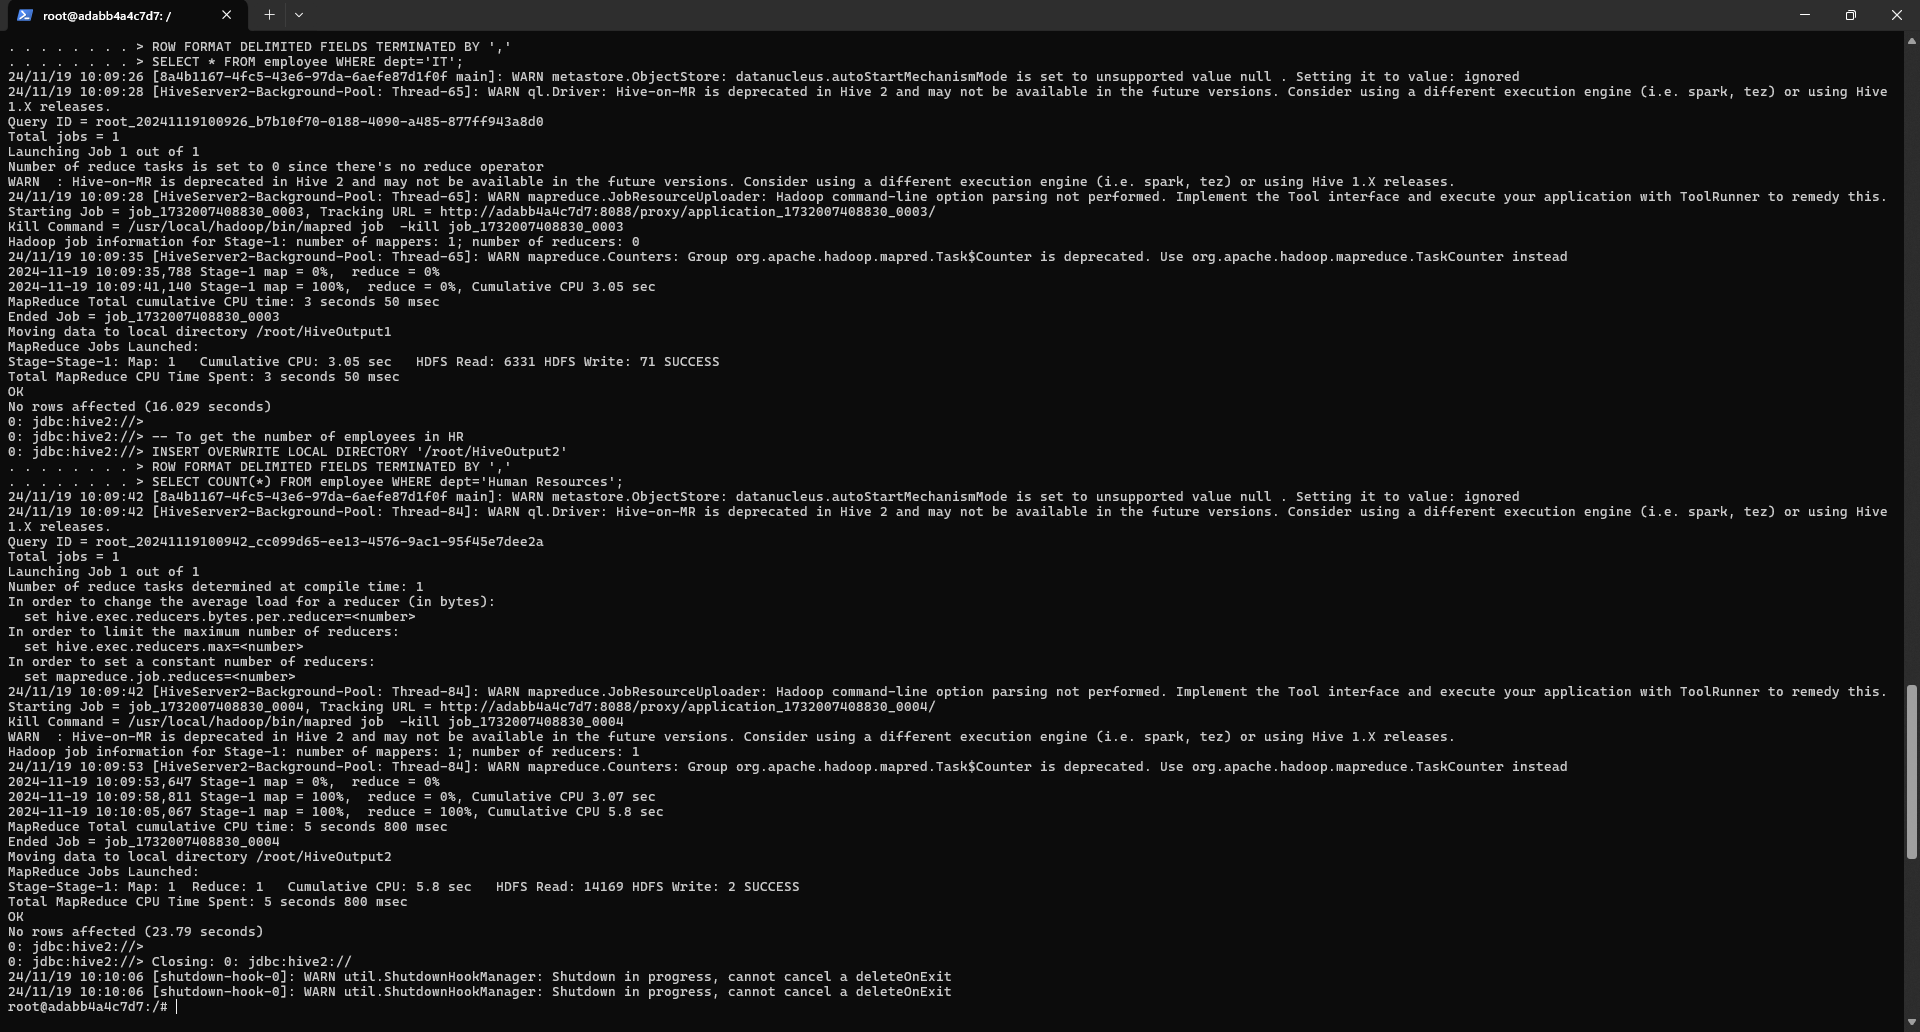 root@adabb4a4c7d7: /
. . . . . . . . > ROW FORMAT DELIMITED FIELDS TERMINATED BY ','
. . . . . . . . > SELECT * FROM employee WHERE dept='IT';
24/11/19 10:09:26 [8a4b1167-4fc5-43e6-97da-6aefe87d1f0f main]: WARN metastore.ObjectStore: datanucleus.autoStartMechanismMode is set to unsupported value null . Setting it to value: ignored
24/11/19 10:09:28 [HiveServer2-Background-Pool: Thread-65]: WARN ql.Driver: Hive-on-MR is deprecated in Hive 2 and may not be available in the future versions. Consider using a different execution engine (i.e. spark, tez) or using Hive
1.X releases.
Query ID = root_20241119100926_b7b10f70-0188-4090-a485-877ff943a8d0
Total jobs = 1
Launching Job 1 out of 1
Number of reduce tasks is set to 0 since there's no reduce operator
WARN  : Hive-on-MR is deprecated in Hive 2 and may not be available in the future versions. Consider using a different execution engine (i.e. spark, tez) or using Hive 1.X releases.
24/11/19 10:09:28 [HiveServer2-Background-Pool: Thread-65]: WARN mapreduce.JobResourceUploader: Hadoop command-line option parsing not performed. Implement the Tool interface and execute your application with ToolRunner to remedy this.
Starting Job = job_1732007408830_0003, Tracking URL = http://adabb4a4c7d7:8088/proxy/application_1732007408830_0003/
Kill Command = /usr/local/hadoop/bin/mapred job  -kill job_1732007408830_0003
Hadoop job information for Stage-1: number of mappers: 1; number of reducers: 0
24/11/19 10:09:35 [HiveServer2-Background-Pool: Thread-65]: WARN mapreduce.Counters: Group org.apache.hadoop.mapred.Task$Counter is deprecated. Use org.apache.hadoop.mapreduce.TaskCounter instead
2024-11-19 10:09:35,788 Stage-1 map = 0%,  reduce = 0%
2024-11-19 10:09:41,140 Stage-1 map = 100%,  reduce = 0%, Cumulative CPU 3.05 sec
MapReduce Total cumulative CPU time: 3 seconds 50 msec
Ended Job = job_1732007408830_0003
Moving data to local directory /root/HiveOutput1
MapReduce Jobs Launched:
Stage-Stage-1: Map: 1   Cumulative CPU: 3.05 sec   HDFS Read: 6331 HDFS Write: 71 SUCCESS
Total MapReduce CPU Time Spent: 3 seconds 50 msec
OK
No rows affected (16.029 seconds)
0: jdbc:hive2://>
0: jdbc:hive2://> -- To get the number of employees in HR
0: jdbc:hive2://> INSERT OVERWRITE LOCAL DIRECTORY '/root/HiveOutput2'
. . . . . . . . > ROW FORMAT DELIMITED FIELDS TERMINATED BY ','
. . . . . . . . > SELECT COUNT(*) FROM employee WHERE dept='Human Resources';
24/11/19 10:09:42 [8a4b1167-4fc5-43e6-97da-6aefe87d1f0f main]: WARN metastore.ObjectStore: datanucleus.autoStartMechanismMode is set to unsupported value null . Setting it to value: ignored
24/11/19 10:09:42 [HiveServer2-Background-Pool: Thread-84]: WARN ql.Driver: Hive-on-MR is deprecated in Hive 2 and may not be available in the future versions. Consider using a different execution engine (i.e. spark, tez) or using Hive
1.X releases.
Query ID = root_20241119100942_cc099d65-ee13-4576-9ac1-95f45e7dee2a
Total jobs = 1
Launching Job 1 out of 1
Number of reduce tasks determined at compile time: 1
In order to change the average load for a reducer (in bytes):
  set hive.exec.reducers.bytes.per.reducer=<number>
In order to limit the maximum number of reducers:
  set hive.exec.reducers.max=<number>
In order to set a constant number of reducers:
  set mapreduce.job.reduces=<number>
24/11/19 10:09:42 [HiveServer2-Background-Pool: Thread-84]: WARN mapreduce.JobResourceUploader: Hadoop command-line option parsing not performed. Implement the Tool interface and execute your application with ToolRunner to remedy this.
Starting Job = job_1732007408830_0004, Tracking URL = http://adabb4a4c7d7:8088/proxy/application_1732007408830_0004/
Kill Command = /usr/local/hadoop/bin/mapred job  -kill job_1732007408830_0004
WARN  : Hive-on-MR is deprecated in Hive 2 and may not be available in the future versions. Consider using a different execution engine (i.e. spark, tez) or using Hive 1.X releases.
Hadoop job information for Stage-1: number of mappers: 1; number of reducers: 1
24/11/19 10:09:53 [HiveServer2-Background-Pool: Thread-84]: WARN mapreduce.Counters: Group org.apache.hadoop.mapred.Task$Counter is deprecated. Use org.apache.hadoop.mapreduce.TaskCounter instead
2024-11-19 10:09:53,647 Stage-1 map = 0%,  reduce = 0%
2024-11-19 10:09:58,811 Stage-1 map = 100%,  reduce = 0%, Cumulative CPU 3.07 sec
2024-11-19 10:10:05,067 Stage-1 map = 100%,  reduce = 100%, Cumulative CPU 5.8 sec
MapReduce Total cumulative CPU time: 5 seconds 800 msec
Ended Job = job_1732007408830_0004
Moving data to local directory /root/HiveOutput2
MapReduce Jobs Launched:
Stage-Stage-1: Map: 1  Reduce: 1   Cumulative CPU: 5.8 sec   HDFS Read: 14169 HDFS Write: 2 SUCCESS
Total MapReduce CPU Time Spent: 5 seconds 800 msec
OK
No rows affected (23.79 seconds)
0: jdbc:hive2://>
0: jdbc:hive2://> Closing: 0: jdbc:hive2://
24/11/19 10:10:06 [shutdown-hook-0]: WARN util.ShutdownHookManager: Shutdown in progress, cannot cancel a deleteOnExit
24/11/19 10:10:06 [shutdown-hook-0]: WARN util.ShutdownHookManager: Shutdown in progress, cannot cancel a deleteOnExit
root@adabb4a4c7d7:/#